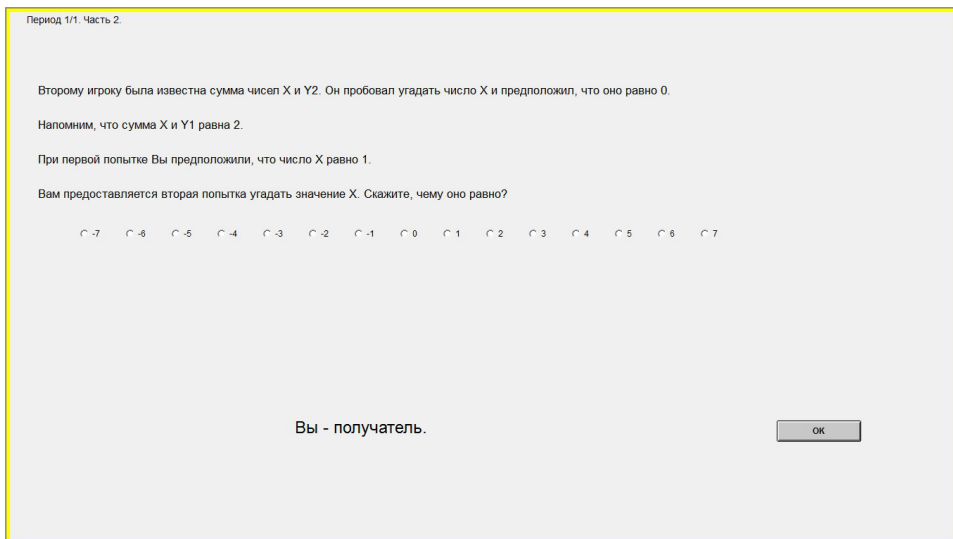 Период 1/1. Часть 2.
Второму игроку была известна сумма чисел X и Y2. Он пробовал угадать число X и предположил, что оно равно 0.
Напомним, что сумма X и Y1 равна 2.
При первой попытке Вы предположили, что число X равно 1.
Вам предоставляется вторая попытка угадать значение X. Скажите, чему оно равно?
-7 -6 -5 -4 -3 -2 -1 0 1 2 3 4 5 6 7
Вы - получатель.
ОК